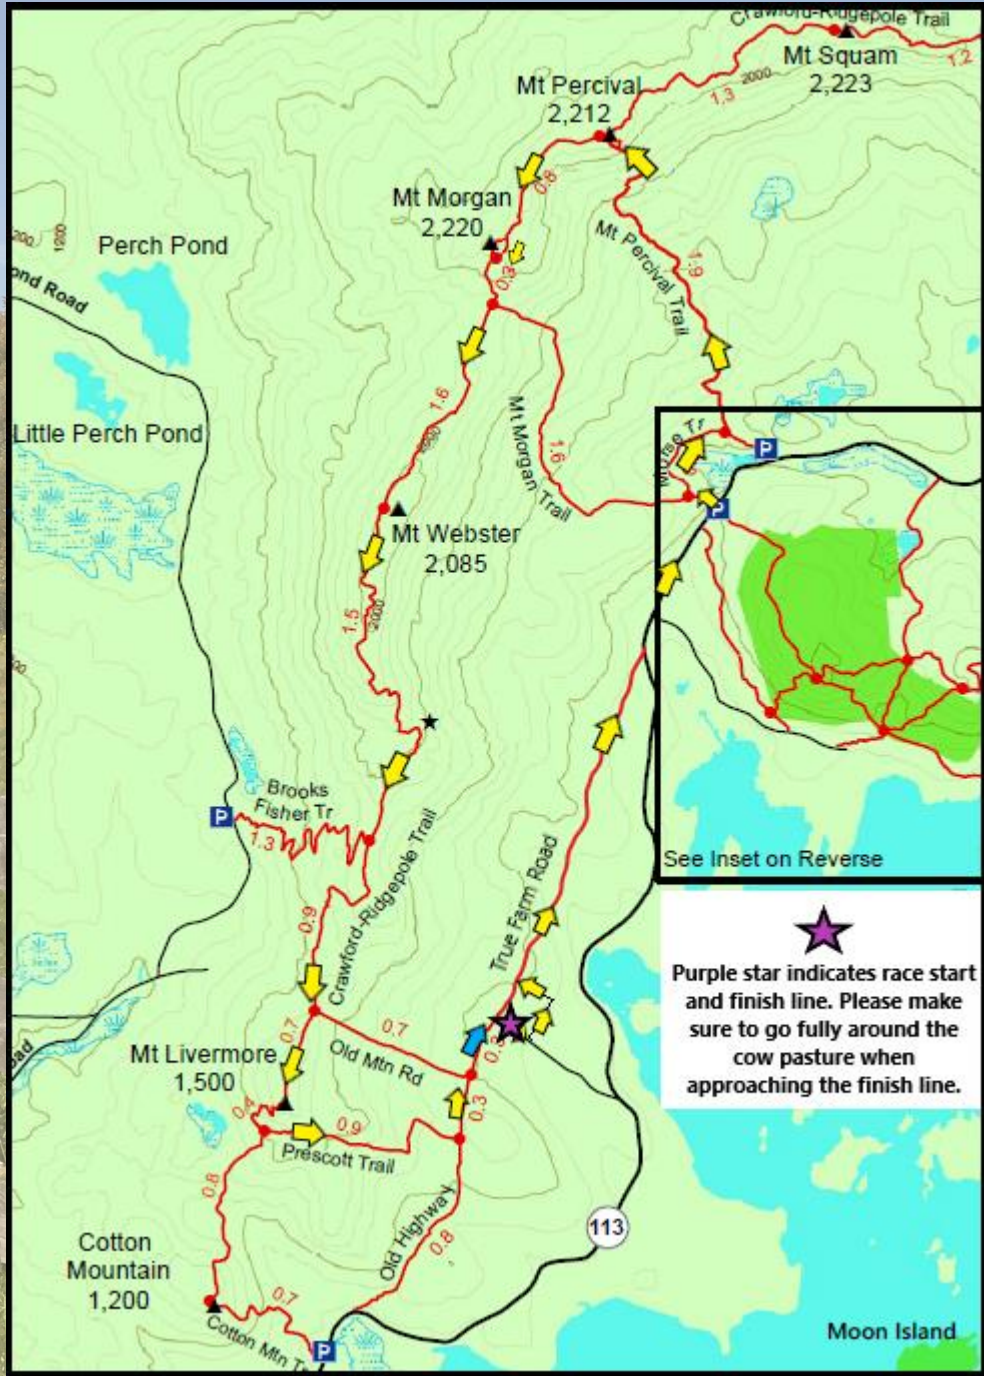 Crawford-Ridgepole Trail
Mt Squam
2,223
1.2
2000
1.3
Mt Percival
2,212
0.8
Mt Morgan
2,220
0.3
1200
Perch Pond
ond Road
Mt Percival Trail
1.9
Little Perch Pond
1.6
2000
Mt Morgan Trail
1.6
Morse Tr
P
P
Mt Webster
2,085
1.5
2000
Brooks
Fisher Tr
P
1.3
See Inset on Reverse
Crawford-Ridgepole Trail
0.9
True Farm Road
Purple star indicates race start
and finish line. Please make
sure to go fully around the
cow pasture when
approaching the finish line.
0.7
0.7
Old Mtn Rd
Mt Livermore
1,500
0.4
0.9
Prescott Trail
0.3
0.8
Old Highway
0.8
113
Cotton
Mountain
1,200
0.7
Cotton Mtn T
P
Moon Island